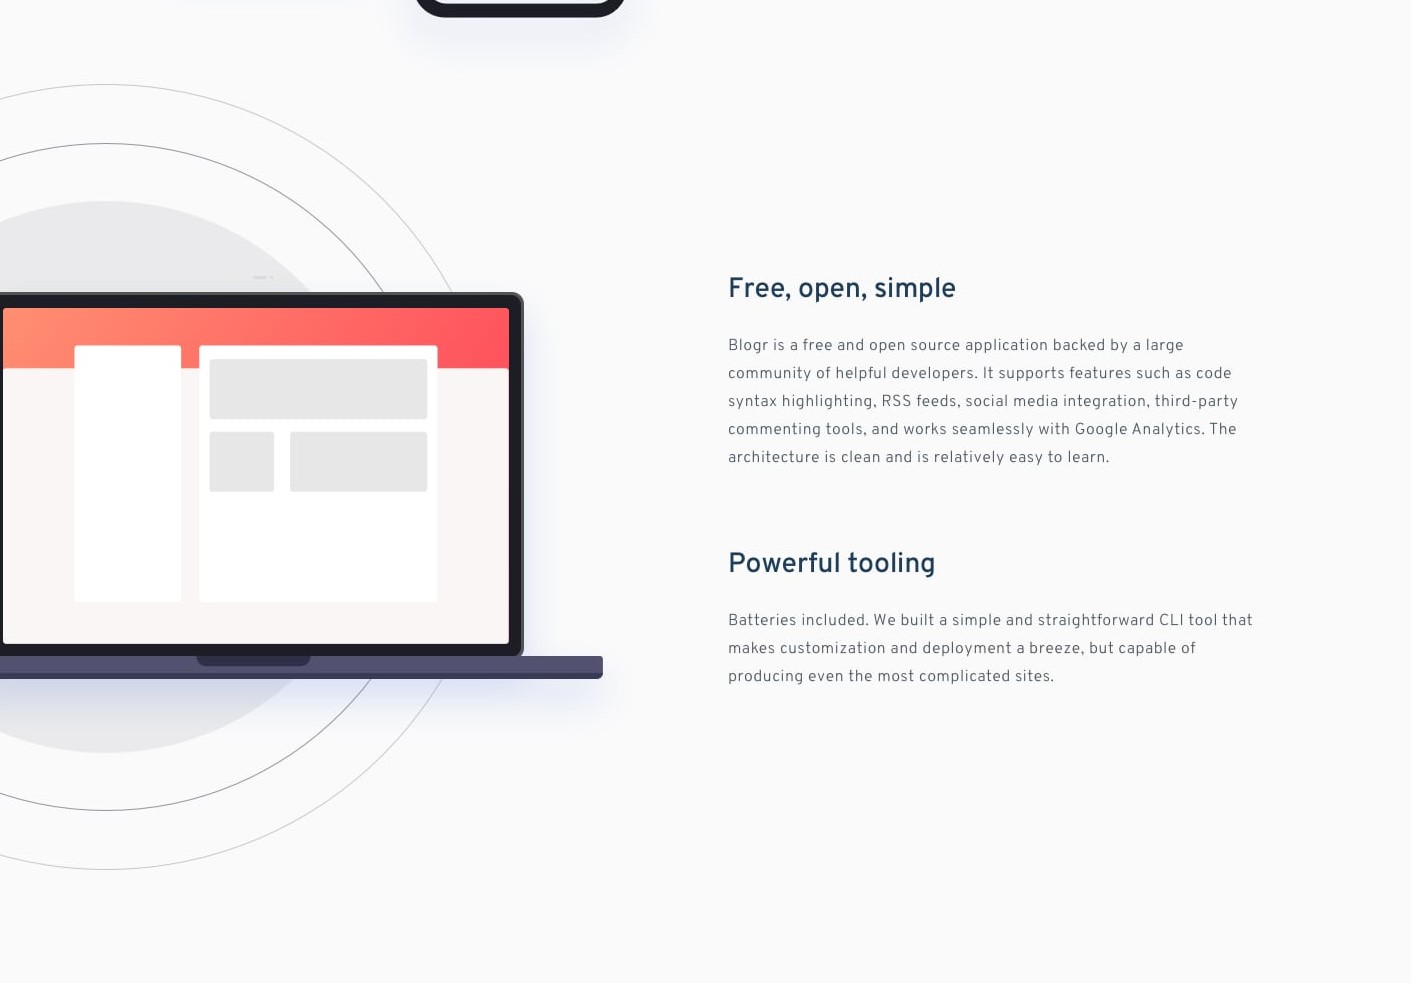 Free, open, simple
Blogr is a free and open source application backed by a large
community of helpful developers. It supports features such as code
syntax highlighting, RSS feeds, social media integration, third-party
commenting tools, and works seamlessly with Google Analytics. The
architecture is clean and is relatively easy to learn.
Powerful tooling
Batteries included. We built a simple and straightforward CLI tool that
makes customization and deployment a breeze, but capable of
producing even the most complicated sites.